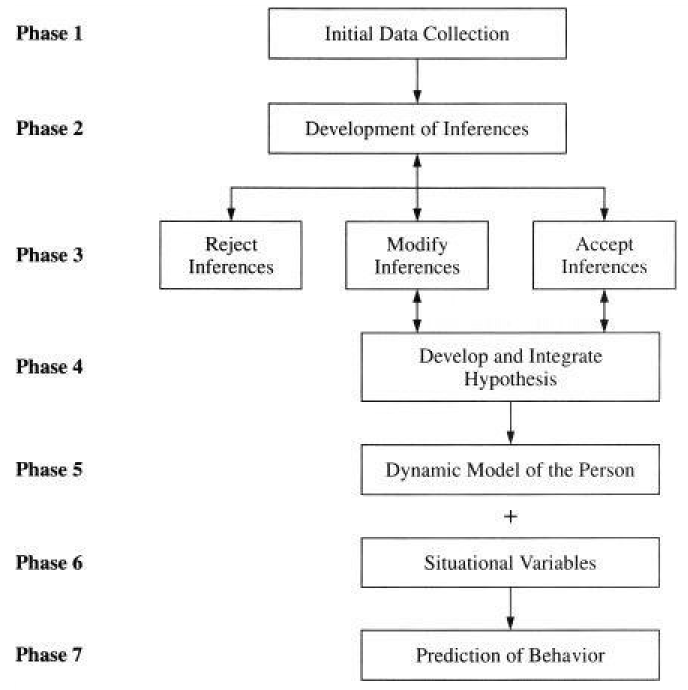 Phase 1
Initial Data Collection
Phase 2
Development of Inferences
Phase 3
Reject
Inferences
Modify
Inferences
Accept
Inferences
Phase 4
Develop and Integrate
Hypothesis
Phase 5
Dynamic Model of the Person
+
Phase 6
Situational Variables
Phase 7
Prediction of Behavior